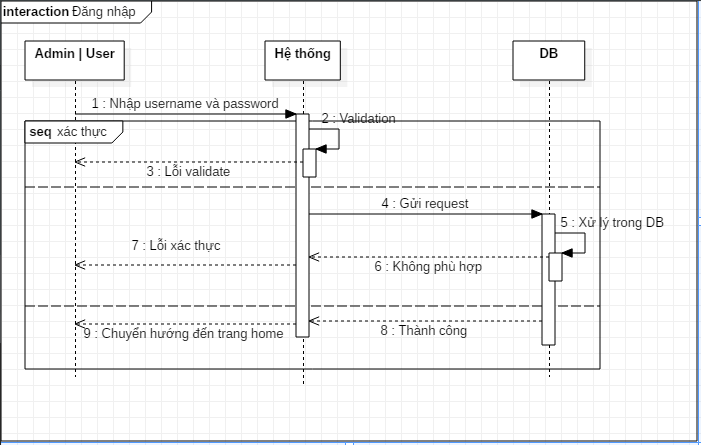 interaction Đăng nhập
Admin | User
Hệ thống
DB
1 : Nhập username và password
2 : Validation
seq xác thực
3 : Lỗi validate
4 : Gửi request
5 : Xử lý trong DB
7 : Lỗi xác thực
6 : Không phù hợp
8 : Thành công
9 : Chuyển hướng đến trang home